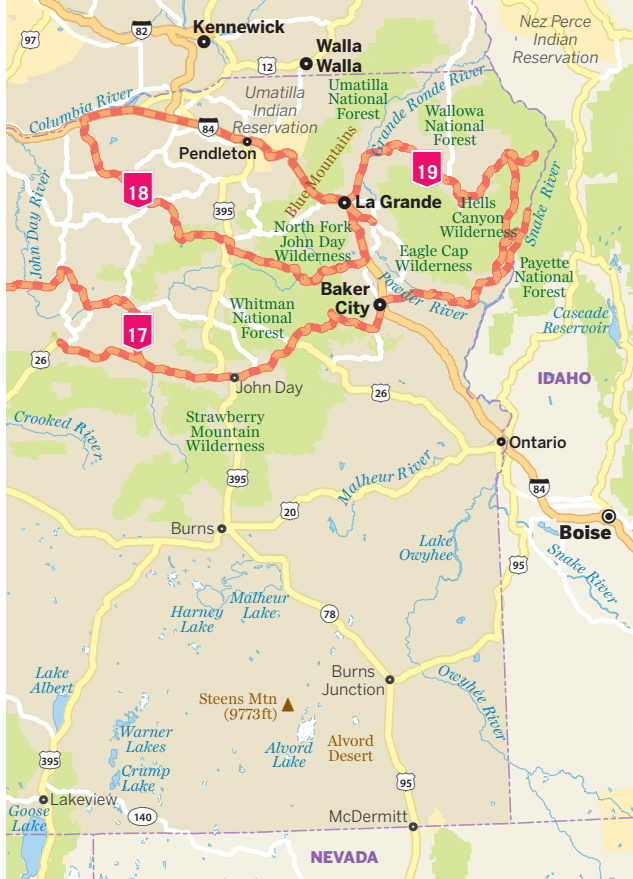 Nez Perce
Indian
Reservation
97
82
Kennewick
12
Walla
Walla
Umatilla
National
Forest
Grande Ronde River
Umatilla
Indian
Reservation
Columbia River
84
Wallowa
National
Forest
Pendleton
Blue Mountains
19
18
La Grande
395
Hells
Canyon
Wilderness
Snake River
John Day River
North Fork
John Day
Wilderness
Eagle Cap
Wilderness
Payette
National
Forest
Baker
City
Powder River
Whitman
National
Forest
Cascade
Reservoir
17
26
IDAHO
John Day
26
Crooked River
Strawberry
Mountain
Wilderness
Ontario
Malheur River
395
84
20
Burns
Boise
Lake
Owyhee
Snake River
95
Malheur
Lake
Harney
Lake
78
Burns
Junction
Owyhee River
Lake
Albert
Steens Mtn
(9773ft)
Warner
Lakes
Alvord
Lake
Alvord
Desert
395
Crump
Lake
95
Lakeview
Goose
Lake
140
McDermitt
NEVADA